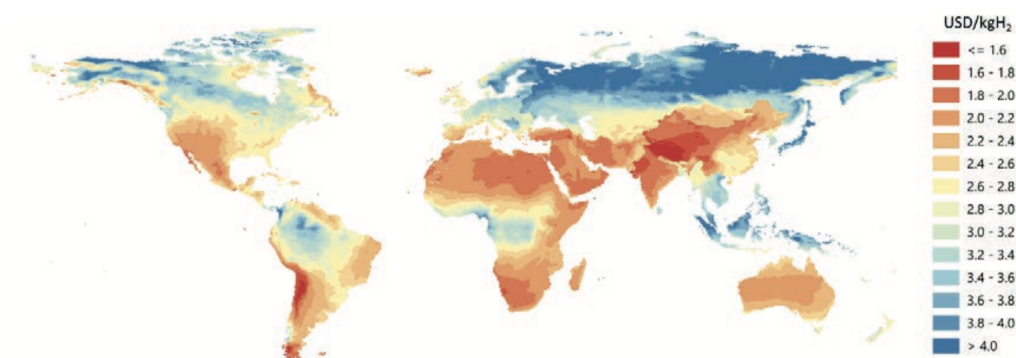 USD/kgH₂
<= 1.6
1.6 - 1.8
1.8 - 2.0
2.0 - 2.2
2.2 - 2.4
2.4 - 2.6
2.6 - 2.8
2.8 - 3.0
3.0 - 3.2
3.2 - 3.4
3.4 - 3.6
3.6 - 3.8
3.8 - 4.0
> 4.0